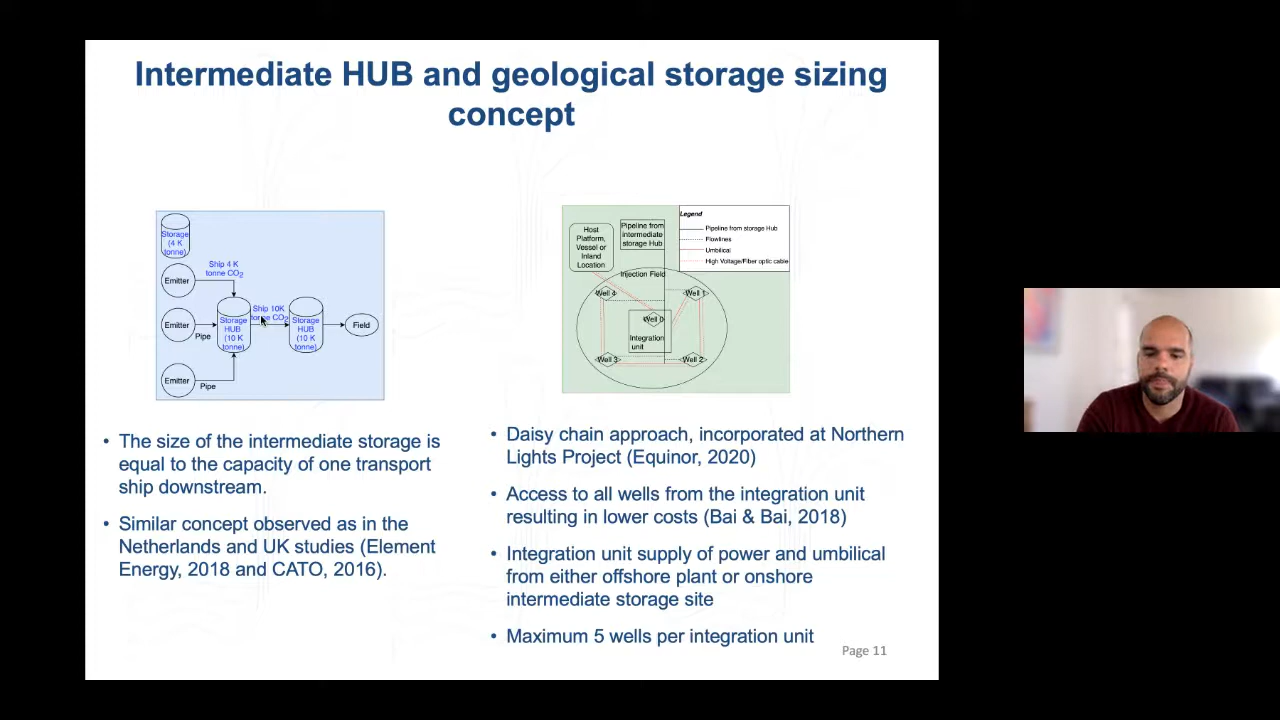 Intermediate HUB and geological storage sizing
concept
Storage
(4 K
tonne)
Ship 4 K
tonne CO2
Emitter
Emitter
Pipe
Emitter
Pipe
Storage
HUB
(10 K
tonne)
Ship 10K
tonne CO2
Storage
HUB
(10 K
tonne)
Field
Host
Platform,
Vessel or
Inland
Location
Pipeline from
intermediate
storage Hub
Legend
Pipeline from storage Hub
Flowlines
Umbilical
High Voltage/Fiber optic cable
Injection Field
Well 4
Well 1
Well 0
Integration
unit
Well 3
Well 2
• The size of the intermediate storage is
equal to the capacity of one transport
ship downstream.
• Similar concept observed as in the
Netherlands and UK studies (Element
Energy, 2018 and CATO, 2016).
• Daisy chain approach, incorporated at Northern
Lights Project (Equinor, 2020)
• Access to all wells from the integration unit
resulting in lower costs (Bai & Bai, 2018)
• Integration unit supply of power and umbilical
from either offshore plant or onshore
intermediate storage site
• Maximum 5 wells per integration unit
Page 11